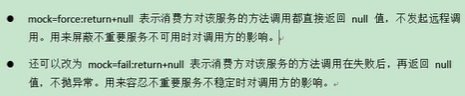 ● mock=force:return+null 表示消费方对该服务的方法调用都直接返回 null 值，不发起远程调
用。用来屏蔽不重要服务不可用时对调用方的影响。
● 还可以改为 mock=fail:return+null 表示消费方对该服务的方法调用在失败后，再返回 null
值，不抛异常。用来容忍不重要服务不稳定时对调用方的影响。